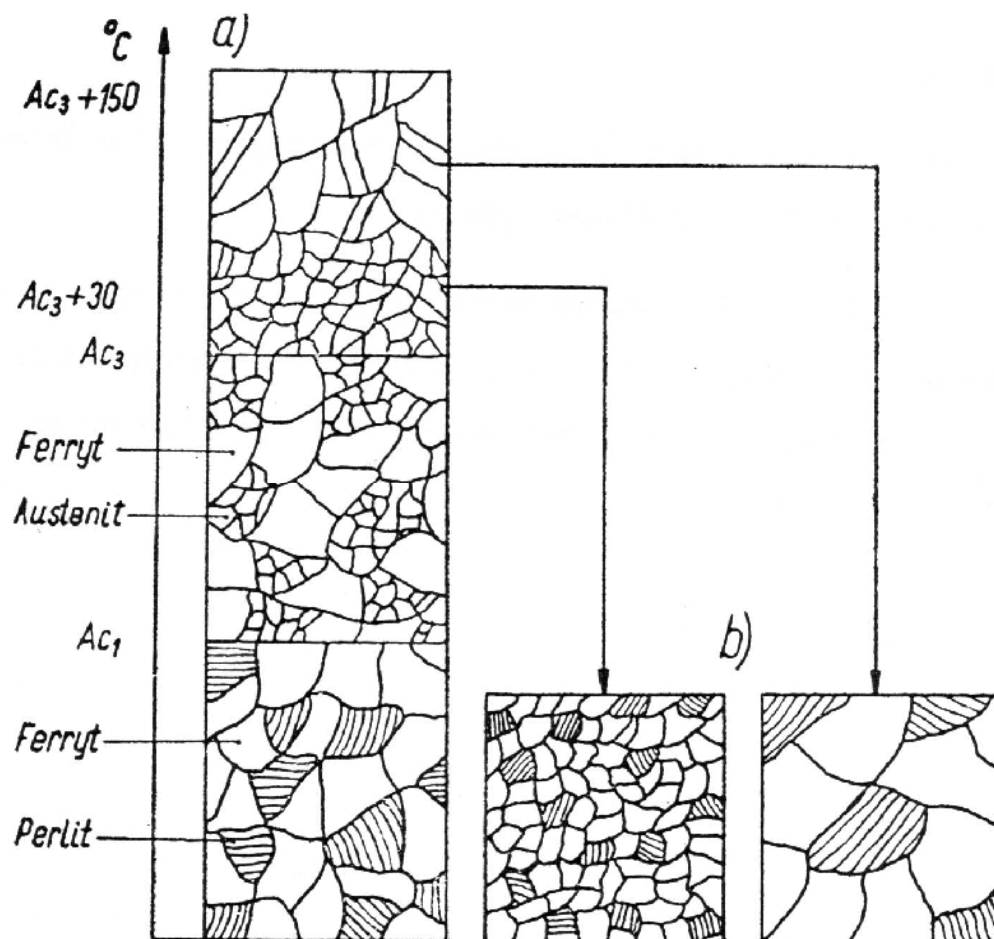 °C
a)
Ac₃+150
Ac₃+30
Ac₃
Ferryt
Austenit
Ac₁
b)
Ferryt
Perlit